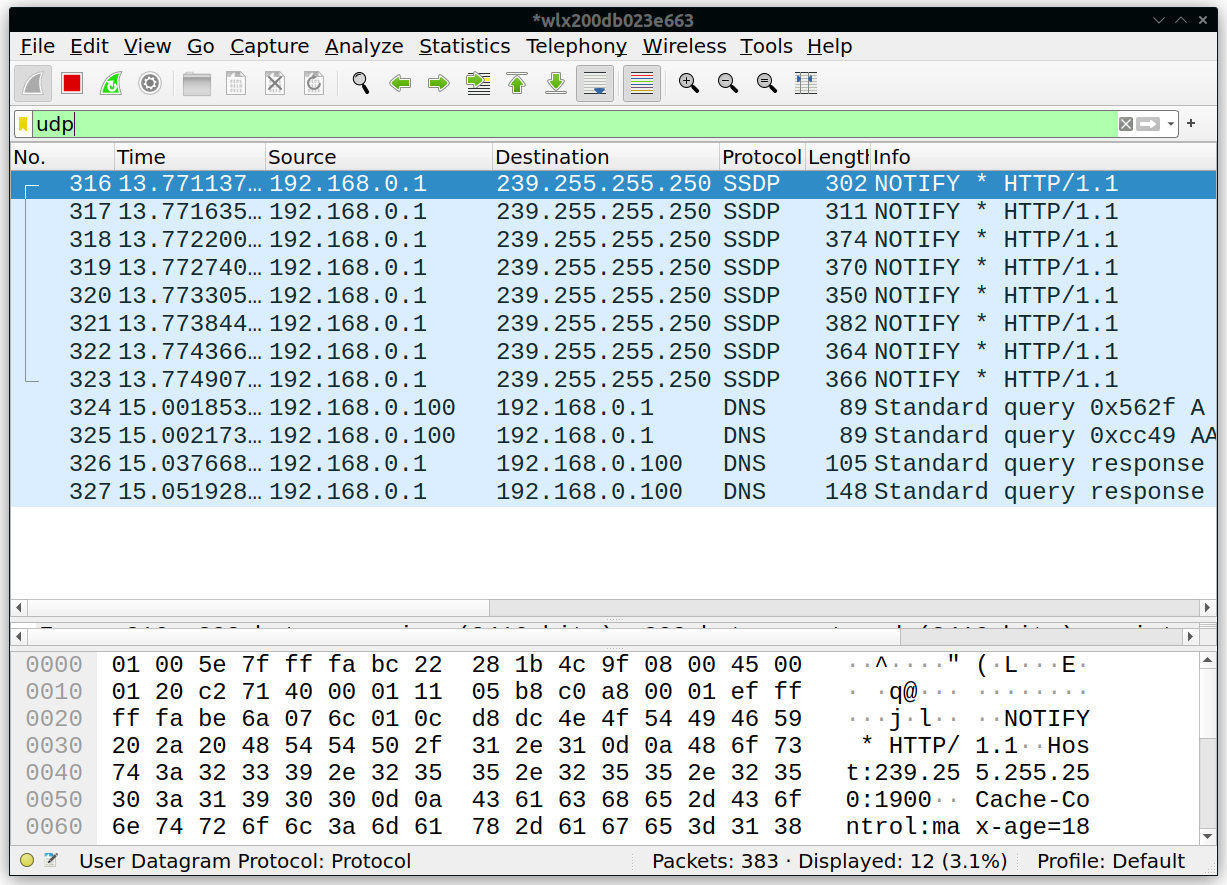 *wlx200db023e663
File Edit View Go Capture Analyze Statistics Telephony Wireless Tools Help
udp
No. Time Source Destination Protocol Length Info
316 13.771137… 192.168.0.1 239.255.255.250 SSDP 302 NOTIFY * HTTP/1.1
317 13.771635… 192.168.0.1 239.255.255.250 SSDP 311 NOTIFY * HTTP/1.1
318 13.772200… 192.168.0.1 239.255.255.250 SSDP 374 NOTIFY * HTTP/1.1
319 13.772740… 192.168.0.1 239.255.255.250 SSDP 370 NOTIFY * HTTP/1.1
320 13.773305… 192.168.0.1 239.255.255.250 SSDP 350 NOTIFY * HTTP/1.1
321 13.773844… 192.168.0.1 239.255.255.250 SSDP 382 NOTIFY * HTTP/1.1
322 13.774366… 192.168.0.1 239.255.255.250 SSDP 364 NOTIFY * HTTP/1.1
323 13.774907… 192.168.0.1 239.255.255.250 SSDP 366 NOTIFY * HTTP/1.1
324 15.001853… 192.168.0.100 192.168.0.1 DNS 89 Standard query 0x562f A
325 15.002173… 192.168.0.100 192.168.0.1 DNS 89 Standard query 0xcc49 AA
326 15.037668… 192.168.0.1 192.168.0.100 DNS 105 Standard query response
327 15.051928… 192.168.0.1 192.168.0.100 DNS 148 Standard query response
0000 01 00 5e 7f ff fa bc 22 28 1b 4c 9f 08 00 45 00 ··^····" (·L···E·
0010 01 20 c2 71 40 00 01 11 05 b8 c0 a8 00 01 ef ff · ·q@··· ········
0020 ff fa be 6a 07 6c 01 0c d8 dc 4e 4f 54 49 46 59 ···j·l·· ··NOTIFY
0030 20 2a 20 48 54 54 50 2f 31 2e 31 0d 0a 48 6f 73 * HTTP/ 1.1··Hos
0040 74 3a 32 33 39 2e 32 35 35 2e 32 35 35 2e 32 35 t:239.25 5.255.25
0050 30 3a 31 39 30 30 0d 0a 43 61 63 68 65 2d 43 6f 0:1900·· Cache-Co
0060 6e 74 72 6f 6c 3a 6d 61 78 2d 61 67 65 3d 31 38 ntrol:ma x-age=18
User Datagram Protocol: Protocol Packets: 383 · Displayed: 12 (3.1%) Profile: Default